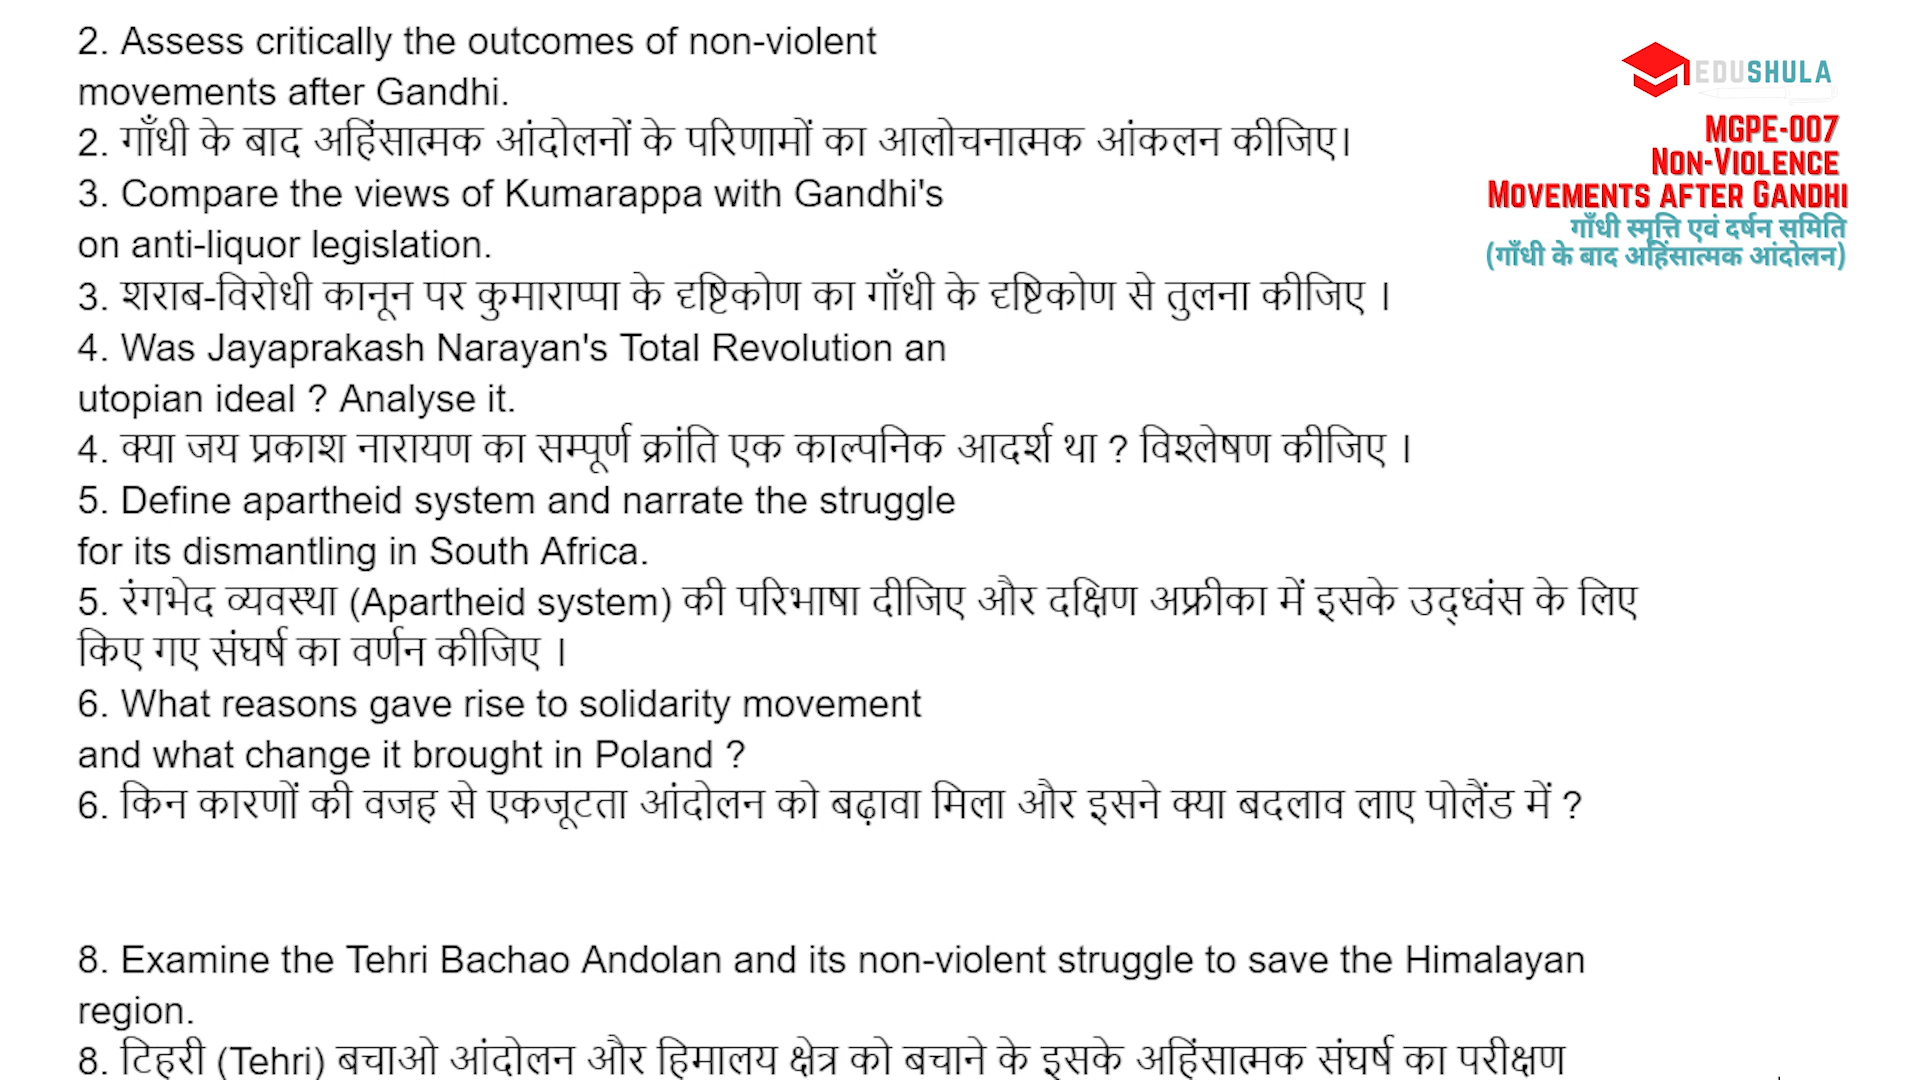 2. Assess critically the outcomes of non-violent
movements after Gandhi.
2. गाँधी के बाद अहिंसात्मक आंदोलनों के परिणामों का आलोचनात्मक आंकलन कीजिए।
3. Compare the views of Kumarappa with Gandhi's
on anti-liquor legislation.
3. शराब-विरोधी कानून पर कुमाराप्पा के दृष्टिकोण का गाँधी के दृष्टिकोण से तुलना कीजिए ।
4. Was Jayaprakash Narayan's Total Revolution an
utopian ideal ? Analyse it.
4. क्या जय प्रकाश नारायण का सम्पूर्ण क्रांति एक काल्पनिक आदर्श था ? विश्लेषण कीजिए ।
5. Define apartheid system and narrate the struggle
for its dismantling in South Africa.
5. रंगभेद व्यवस्था (Apartheid system) की परिभाषा दीजिए और दक्षिण अफ्रीका में इसके उद्ध्वंस के लिए
किए गए संघर्ष का वर्णन कीजिए ।
6. What reasons gave rise to solidarity movement
and what change it brought in Poland ?
6. किन कारणों की वजह से एकजूटता आंदोलन को बढ़ावा मिला और इसने क्या बदलाव लाए पोलैंड में ?
8. Examine the Tehri Bachao Andolan and its non-violent struggle to save the Himalayan
region.
8. टिहरी (Tehri) बचाओ आंदोलन और हिमालय क्षेत्र को बचाने के इसके अहिंसात्मक संघर्ष का परीक्षण
EDUSHULA
MGPE-007
NON-VIOLENCE
MOVEMENTS AFTER GANDHI
गाँधी स्मृत्ति एवं दर्षन समिति
(गाँधी के बाद अहिंसात्मक आंदोलन)